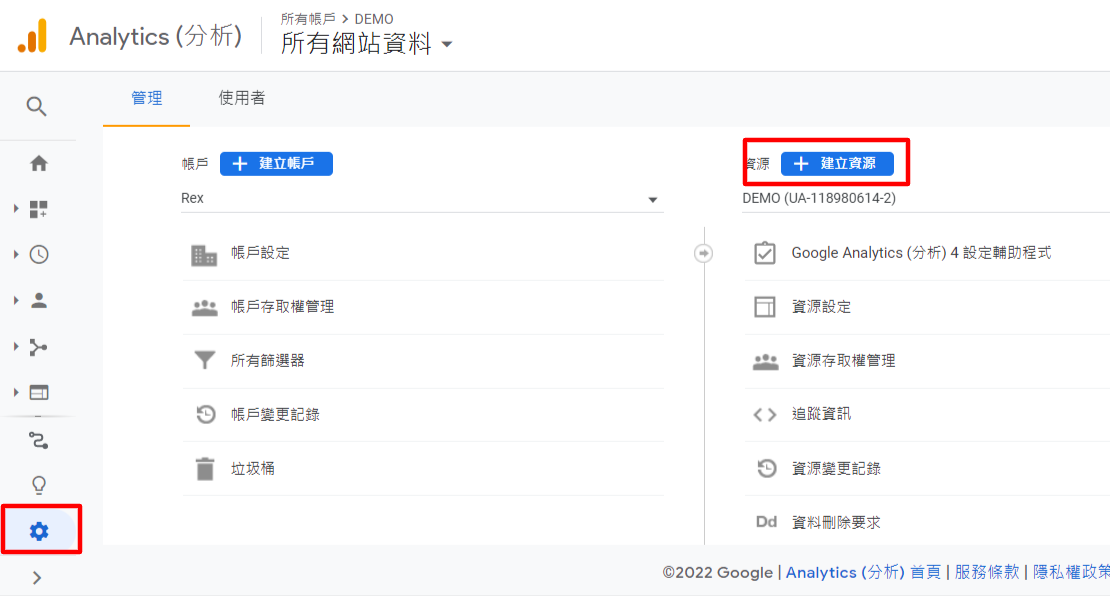 Analytics (分析)
所有帳戶 > DEMO
所有網站資料
管理
使用者
帳戶
建立帳戶
Rex
帳戶設定
帳戶存取權管理
所有篩選器
帳戶變更記錄
垃圾桶
資源
建立資源
DEMO (UA-118980614-2)
Google Analytics (分析) 4 設定輔助程式
資源設定
資源存取權管理
追蹤資訊
資源變更記錄
Dd 資料刪除要求
©2022 Google | Analytics (分析) 首頁 | 服務條款 | 隱私權政策